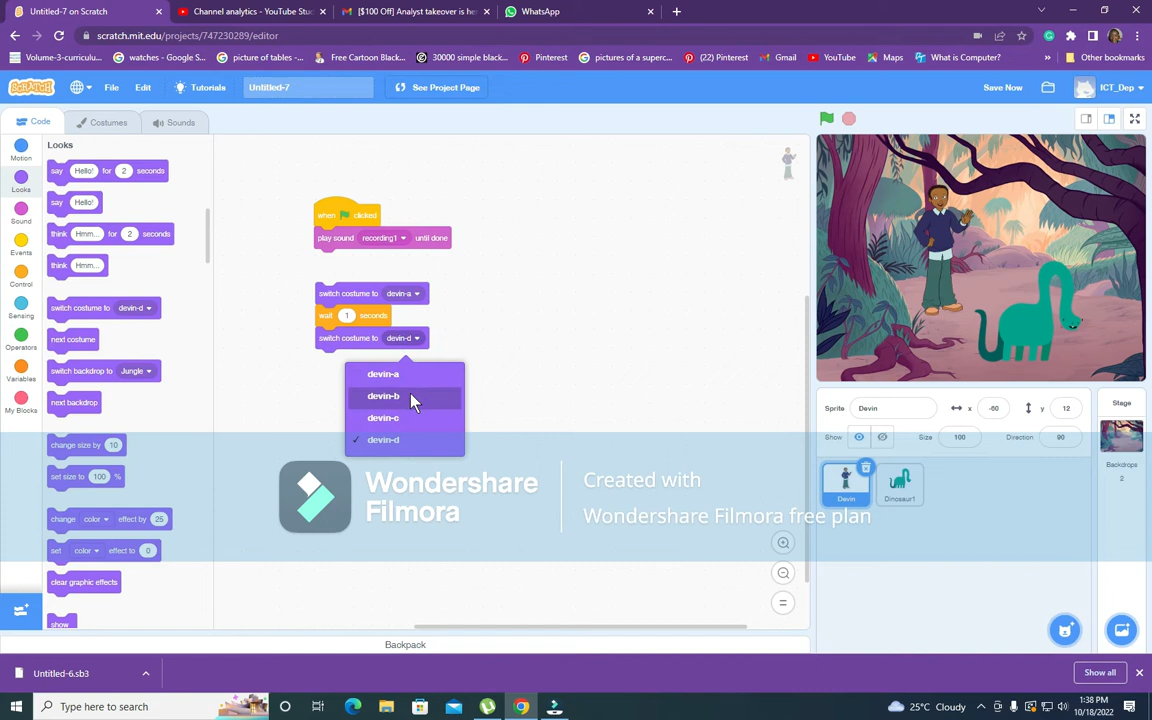 Untitled-7 on Scratch
Channel analytics - YouTube Stu
[$100 Off] Analyst takeover is he
WhatsApp
scratch.mit.edu/projects/747230289/editor
Volume-3-curriculu...
watches - Google S...
picture of tables -...
Free Cartoon Black...
30000 simple black...
Pinterest
pictures of a superc...
(22) Pinterest
Gmail
YouTube
Maps
What is Computer?
Other bookmarks
SCRATCH
File
Edit
Tutorials
Untitled-7
See Project Page
Save Now
ICT_Dep
Code
Costumes
Sounds
Motion
Looks
Sound
Events
Control
Sensing
Operators
Variables
My Blocks
Looks
say Hello! for 2 seconds
say Hello!
think Hmm... for 2 seconds
think Hmm...
switch costume to devin-d
next costume
switch backdrop to Jungle
next backdrop
change size by 10
set size to 100 %
change color effect by 25
set color effect to 0
clear graphic effects
show
when clicked
play sound recording1 until done
switch costume to devin-a
wait 1 seconds
switch costume to devin-d
devin-a
devin-b
devin-c
devin-d
Wondershare
Filmora
Created with
Wondershare Filmora free plan
Sprite Devin x -60 y 12
Show Size 100 Direction 90
Devin
Dinosaur1
Stage
Backdrops
2
Backpack
Untitled-6.sb3
Show all
Type here to search
25°C Cloudy
1:38 PM
10/18/2022